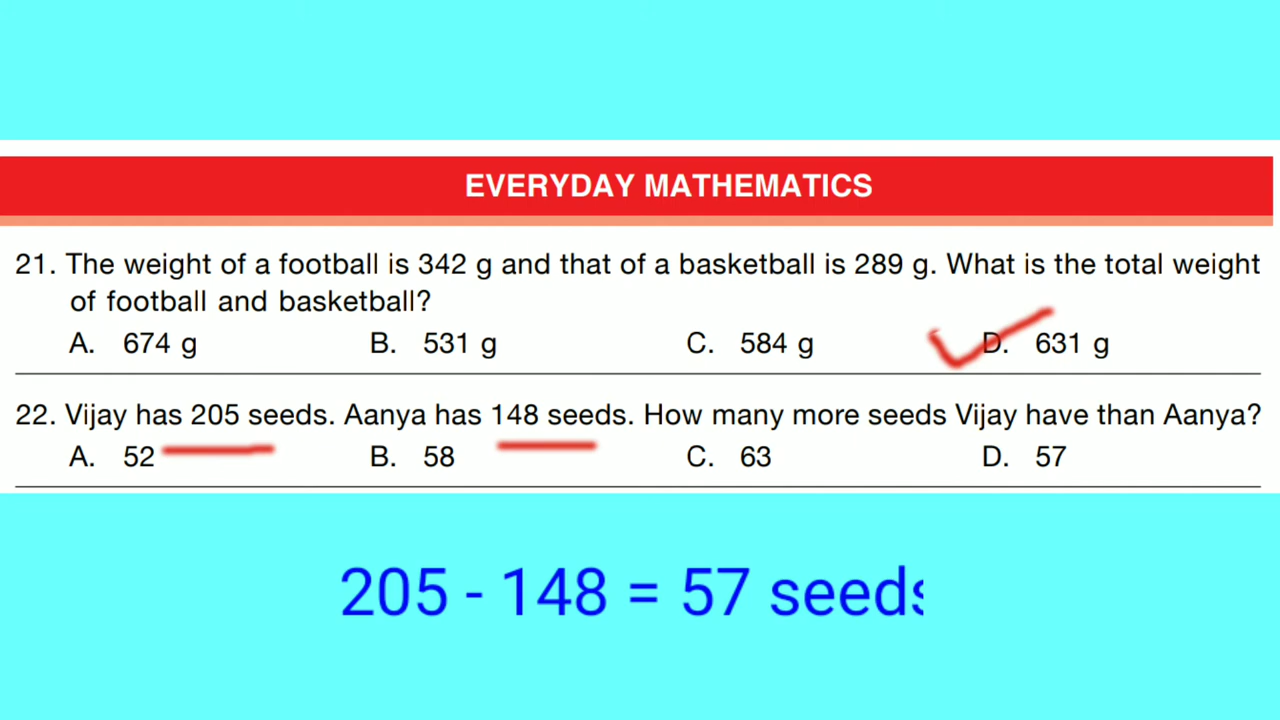 EVERYDAY MATHEMATICS
21. The weight of a football is 342 g and that of a basketball is 289 g. What is the total weight
of football and basketball?
A. 674 g B. 531 g C. 584 g D. 631 g
22. Vijay has 205 seeds. Aanya has 148 seeds. How many more seeds Vijay have than Aanya?
A. 52 B. 58 C. 63 D. 57
205 - 148 = 57 seeds